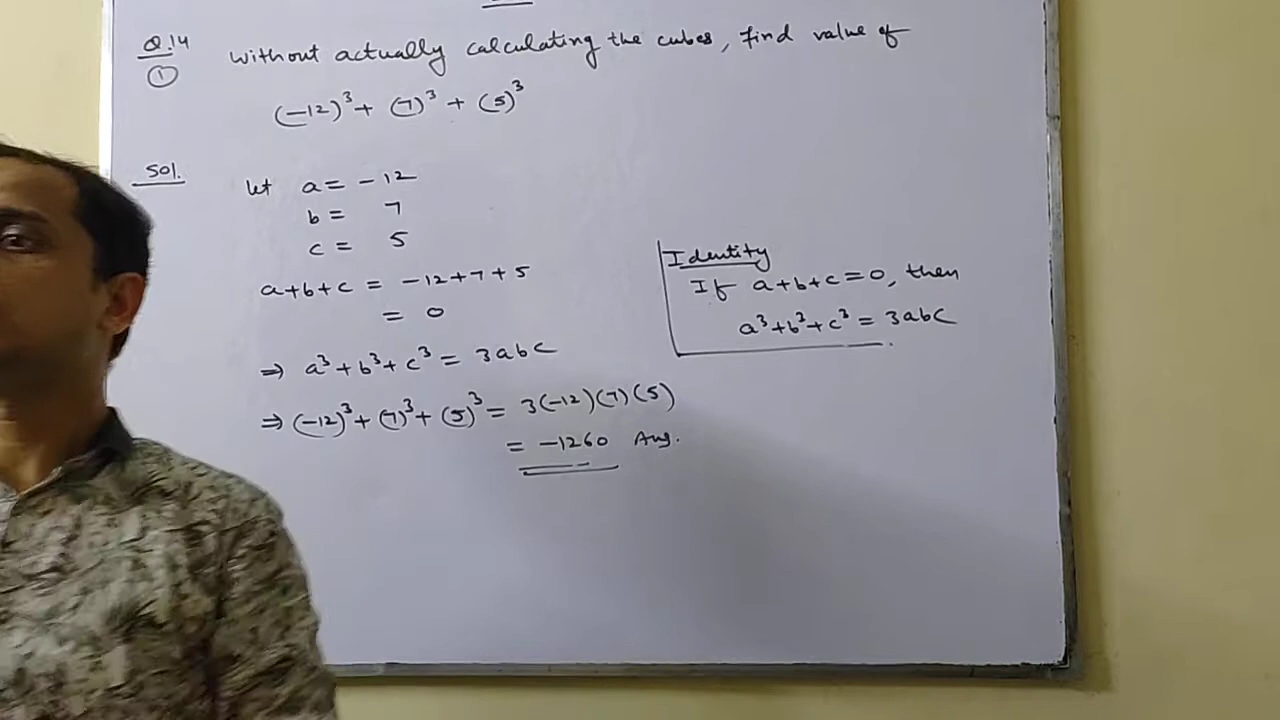 Q.14 Without actually calculating the cubes, find value of
① (-12)³ + (7)³ + (5)³
Sol. let a = -12
b = 7
c = 5
a+b+c = -12+7+5
= 0
⇒ a³+b³+c³ = 3abc
⇒ (-12)³ + (7)³ + (5)³ = 3(-12)(7)(5)
= -1260 Ans.
Identity
If a+b+c=0, then
a³+b³+c³ = 3abc